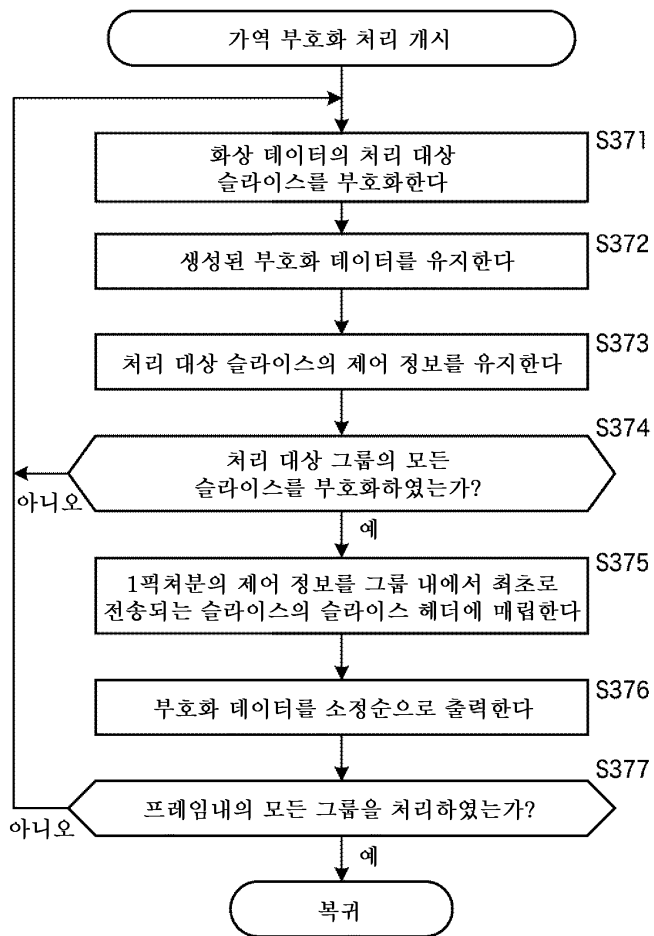 가역 부호화 처리 개시
S371
화상 데이터의 처리 대상
슬라이스를 부호화한다
S372
생성된 부호화 데이터를 유지한다
S373
처리 대상 슬라이스의 제어 정보를 유지한다
S374
처리 대상 그룹의 모든
슬라이스를 부호화하였는가?
아니오
예
S375
1픽쳐분의 제어 정보를 그룹 내에서 최초로
전송되는 슬라이스의 슬라이스 헤더에 매립한다
S376
부호화 데이터를 소정순으로 출력한다
S377
프레임내의 모든 그룹을 처리하였는가?
아니오
예
복귀